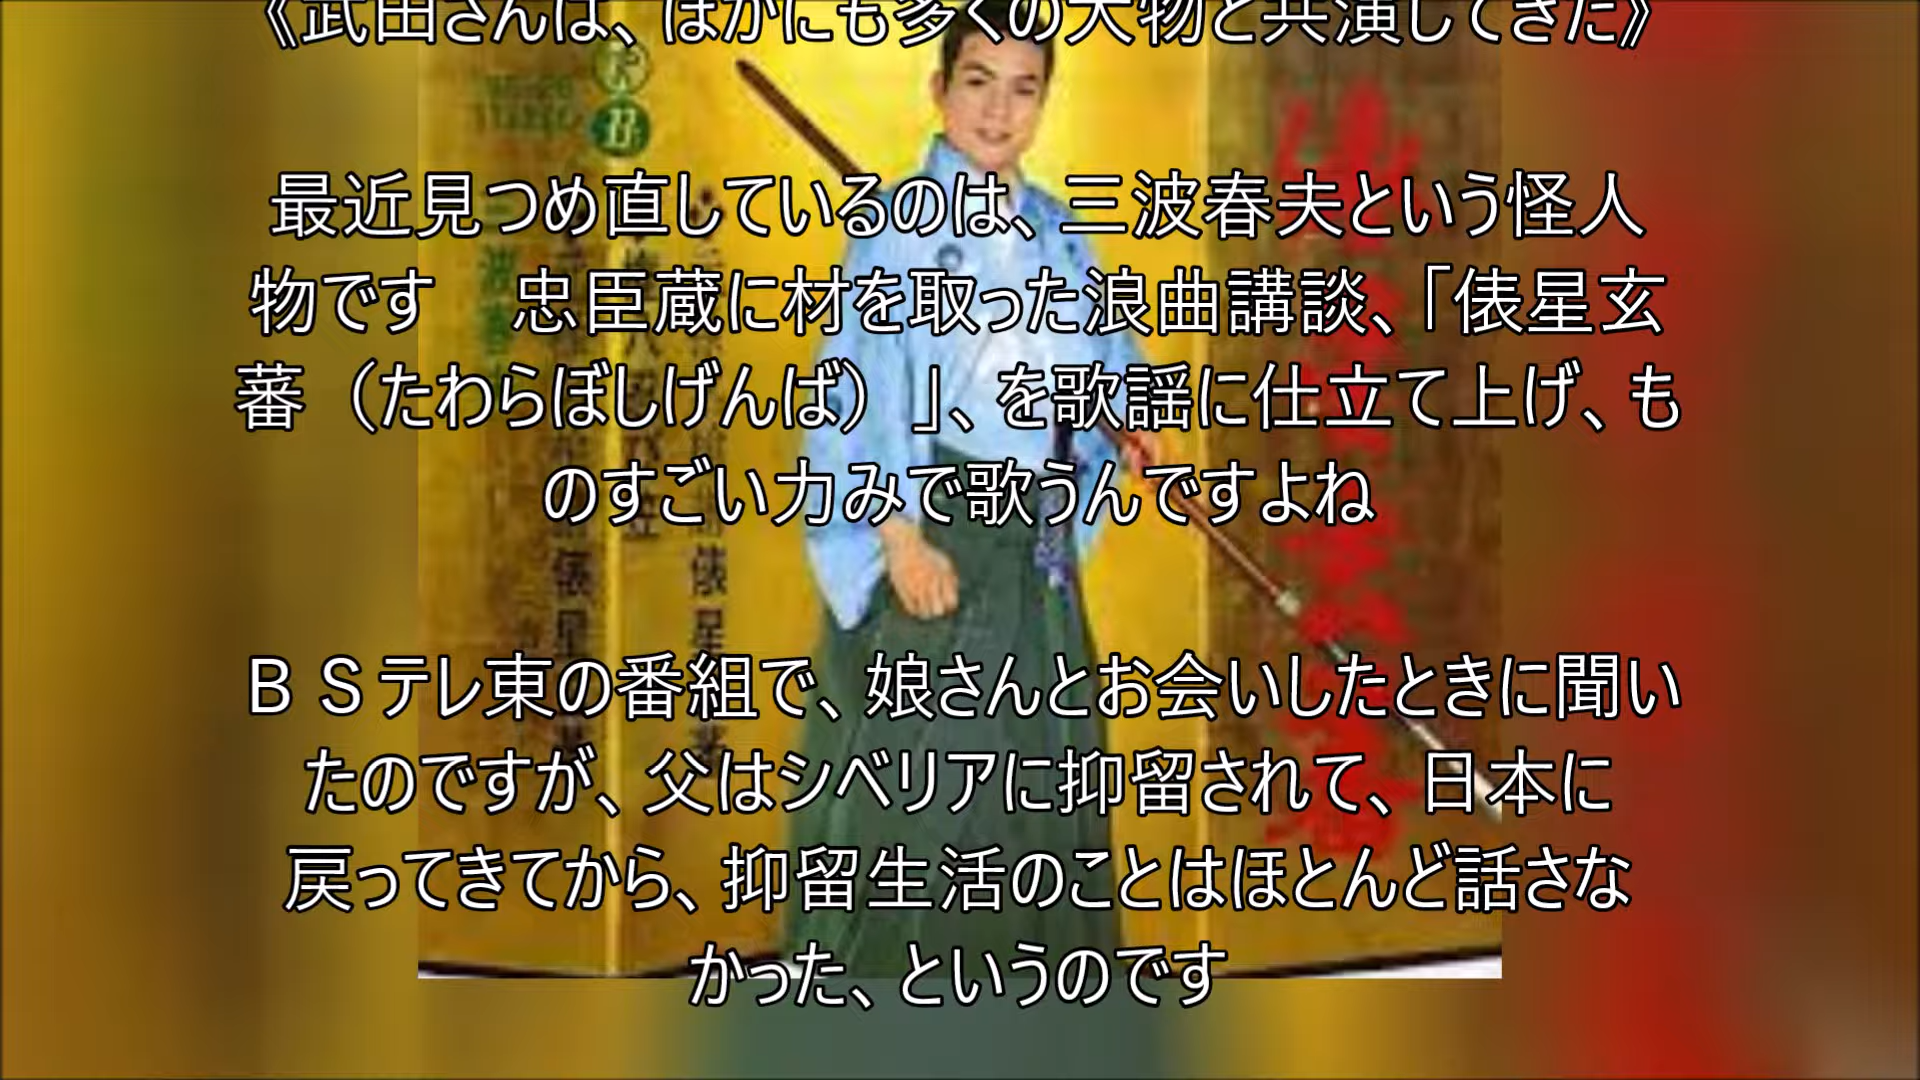 《武田さんは、ほかにも多くの大物と共演してきた》
最近見つめ直しているのは、三波春夫という怪人
物です　忠臣蔵に材を取った浪曲講談、「俵星玄
蕃（たわらぼしげんば）」、を歌謡に仕立て上げ、も
のすごい力みで歌うんですよね
ＢＳテレ東の番組で、娘さんとお会いしたときに聞い
たのですが、父はシベリアに抑留されて、日本に
戻ってきてから、抑留生活のことはほとんど話さな
かった、というのです
俵星
俵星